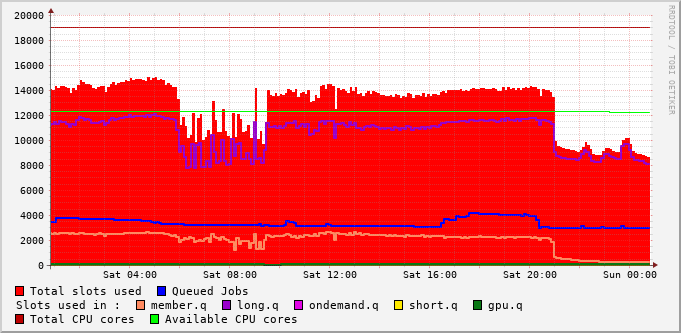 RRDTOOL / TOBI OETIKER
20000
18000
16000
14000
12000
10000
8000
6000
4000
2000
0
Sat 04:00 Sat 08:00 Sat 12:00 Sat 16:00 Sat 20:00 Sun 00:00
Total slots used Queued Jobs
Slots used in : member.q long.q ondemand.q short.q gpu.q
Total CPU cores Available CPU cores